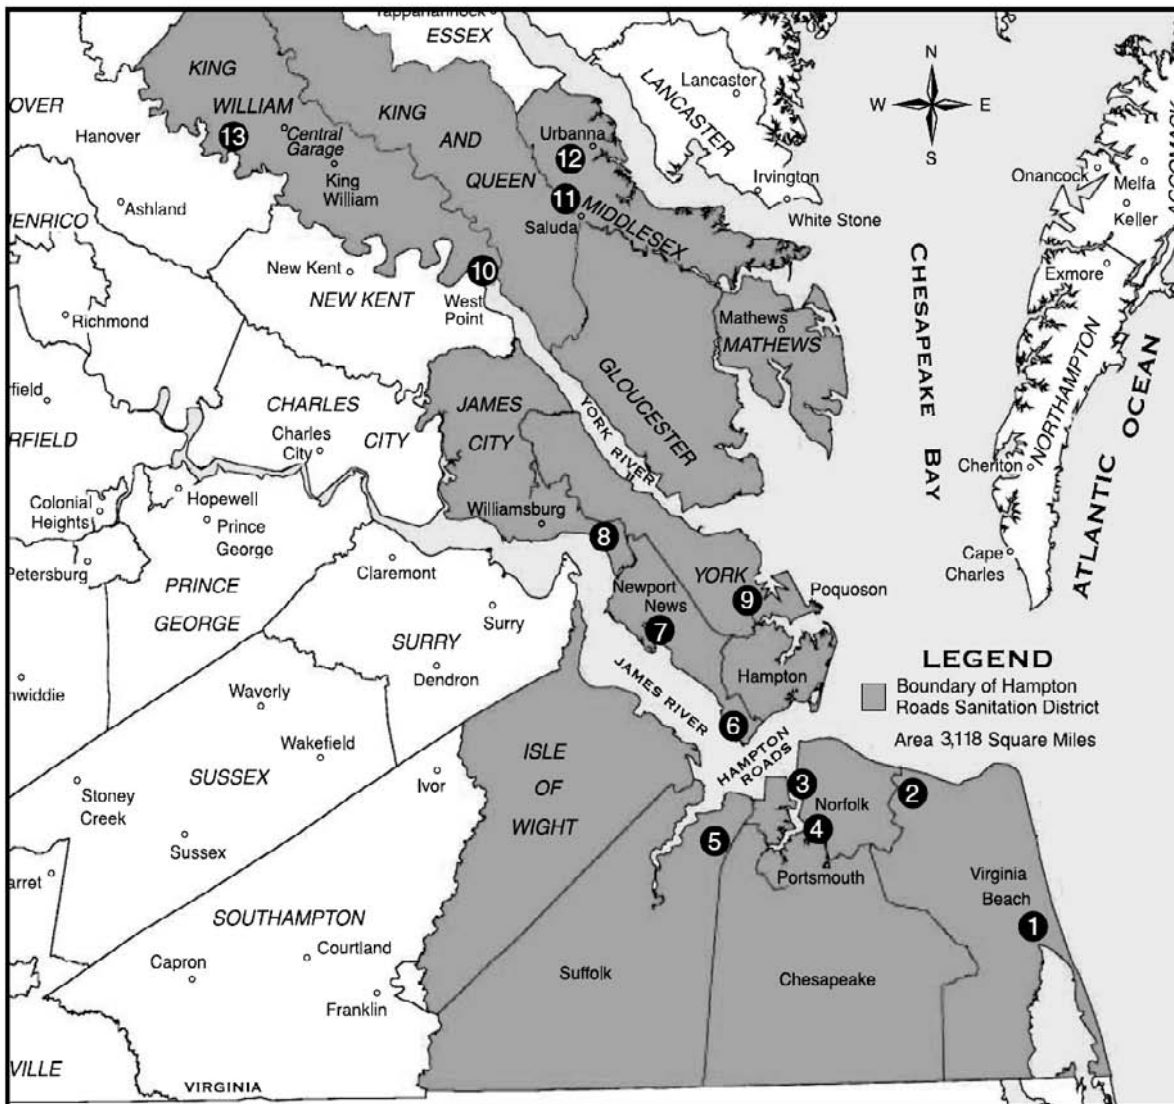 ESSEX
KING
WILLIAM
13
Central
Garage
King
William
KING
AND
QUEEN
Urbanna
12
11
Saluda
MIDDLESEX
Lancaster
LANCASTER
Irvington
White Stone
N
W
E
S
Onancock
Melfa
Keller
Exmore
NORTHAMPTON
Cheriton
Cape
Charles
CHESAPEAKE BAY
ATLANTIC OCEAN
OVER
Hanover
Ashland
HENRICO
Richmond
New Kent
NEW KENT
10
West
Point
Mathews
MATHEWS
GLOUCESTER
YORK RIVER
field
RFIELD
CHARLES
CITY
Charles
City
JAMES
CITY
Williamsburg
8
Colonial
Heights
Hopewell
Prince
George
Petersburg
PRINCE
GEORGE
Claremont
Surry
SURRY
Dendron
Newport
News
7
YORK
9
Poquoson
Hampton
6
JAMES RIVER
HAMPTON
ROADS
LEGEND
Boundary of Hampton
Roads Sanitation District
Area 3,118 Square Miles
nwiddie
Waverly
Wakefield
SUSSEX
Stoney
Creek
Sussex
Ivor
ISLE
OF
WIGHT
3
Norfolk
2
4
5
Portsmouth
Virginia
Beach
1
arret
SOUTHAMPTON
Courtland
Capron
Franklin
Suffolk
Chesapeake
VILLE
VIRGINIA